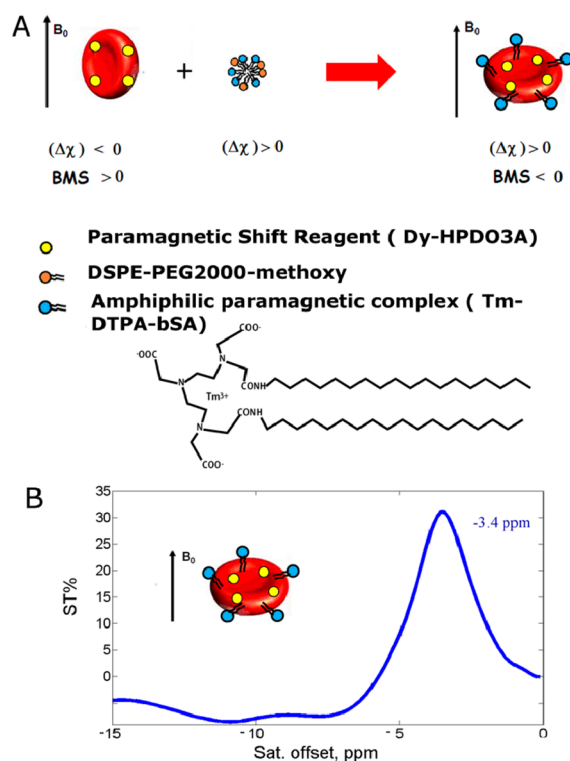 A
B0
B0
+
(Δχ) < 0
(Δχ) > 0
(Δχ) > 0
BMS > 0
BMS < 0
Paramagnetic Shift Reagent ( Dy-HPDO3A)
DSPE-PEG2000-methoxy
Amphiphilic paramagnetic complex ( Tm-
DTPA-bSA)
COO-
-OOC
N
N
CONH
Tm3+
CONH
N
COO-
B
35
-3.4 ppm
30
B0
25
20
15
10
5
0
ST%
-15
-10
-5
0
Sat. offset, ppm